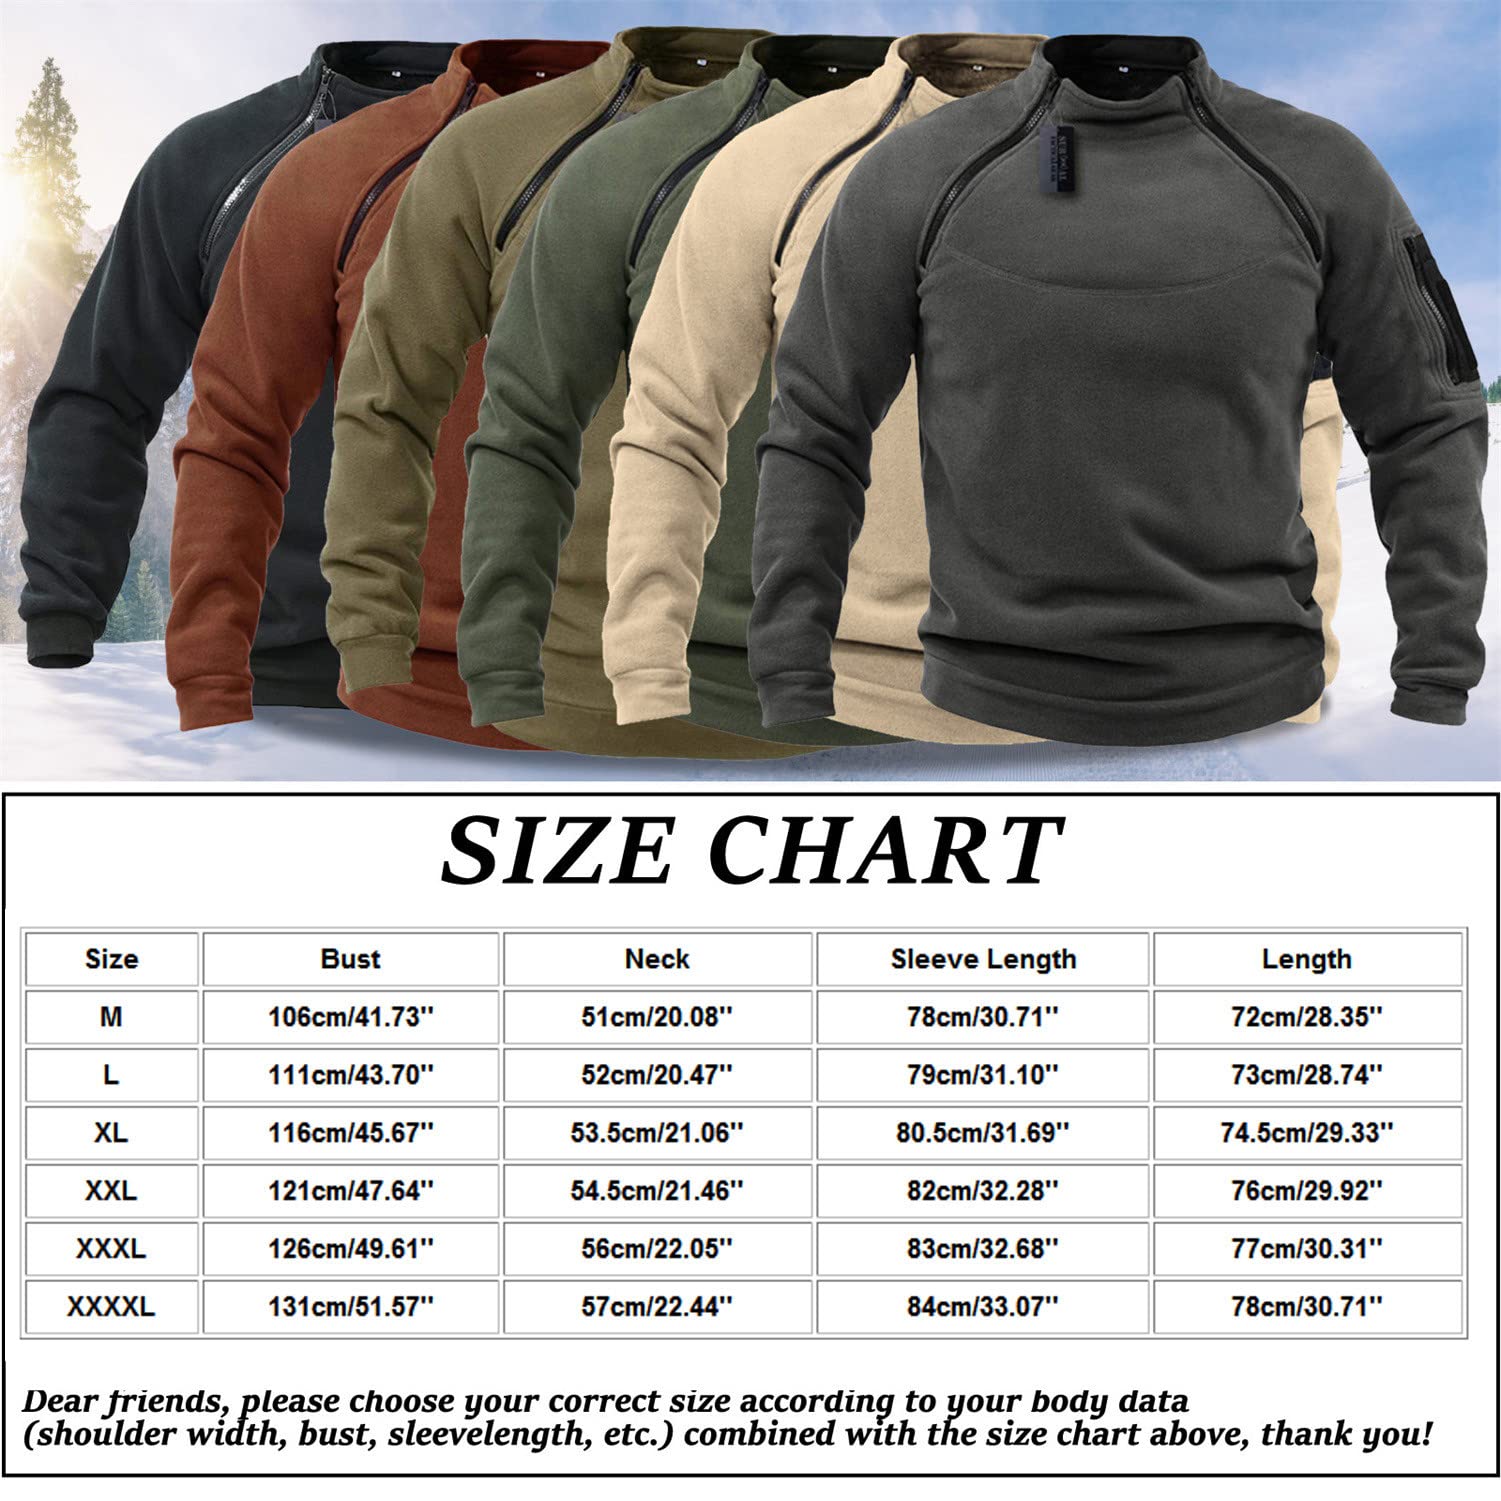 SIZE CHART
Size Bust Neck Sleeve Length Length
M 106cm/41.73'' 51cm/20.08'' 78cm/30.71'' 72cm/28.35''
L 111cm/43.70'' 52cm/20.47'' 79cm/31.10'' 73cm/28.74''
XL 116cm/45.67'' 53.5cm/21.06'' 80.5cm/31.69'' 74.5cm/29.33''
XXL 121cm/47.64'' 54.5cm/21.46'' 82cm/32.28'' 76cm/29.92''
XXXL 126cm/49.61'' 56cm/22.05'' 83cm/32.68'' 77cm/30.31''
XXXXL 131cm/51.57'' 57cm/22.44'' 84cm/33.07'' 78cm/30.71''
Dear friends, please choose your correct size according to your body data
(shoulder width, bust, sleevelength, etc.) combined with the size chart above, thank you!